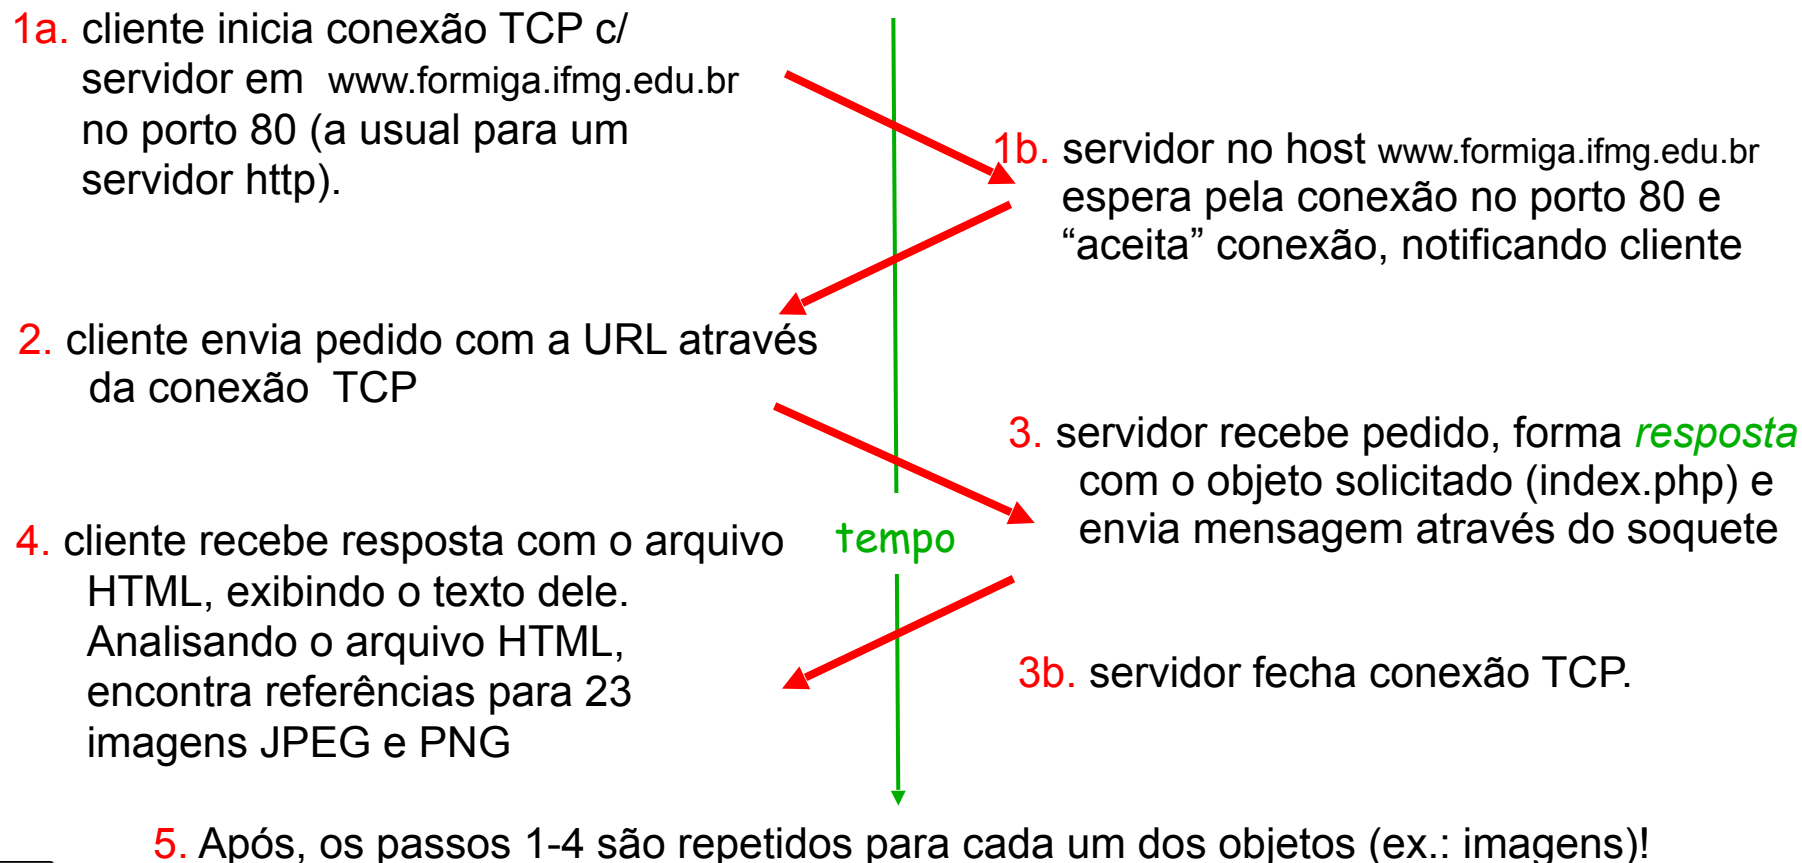 1a. cliente inicia conexão TCP c/
servidor em www.formiga.ifmg.edu.br
no porto 80 (a usual para um
servidor http).
1b. servidor no host www.formiga.ifmg.edu.br
espera pela conexão no porto 80 e
“aceita” conexão, notificando cliente
2. cliente envia pedido com a URL através
da conexão TCP
3. servidor recebe pedido, forma resposta
com o objeto solicitado (index.php) e
envia mensagem através do soquete
4. cliente recebe resposta com o arquivo
HTML, exibindo o texto dele.
Analisando o arquivo HTML,
encontra referências para 23
imagens JPEG e PNG
tempo
3b. servidor fecha conexão TCP.
5. Após, os passos 1-4 são repetidos para cada um dos objetos (ex.: imagens)!